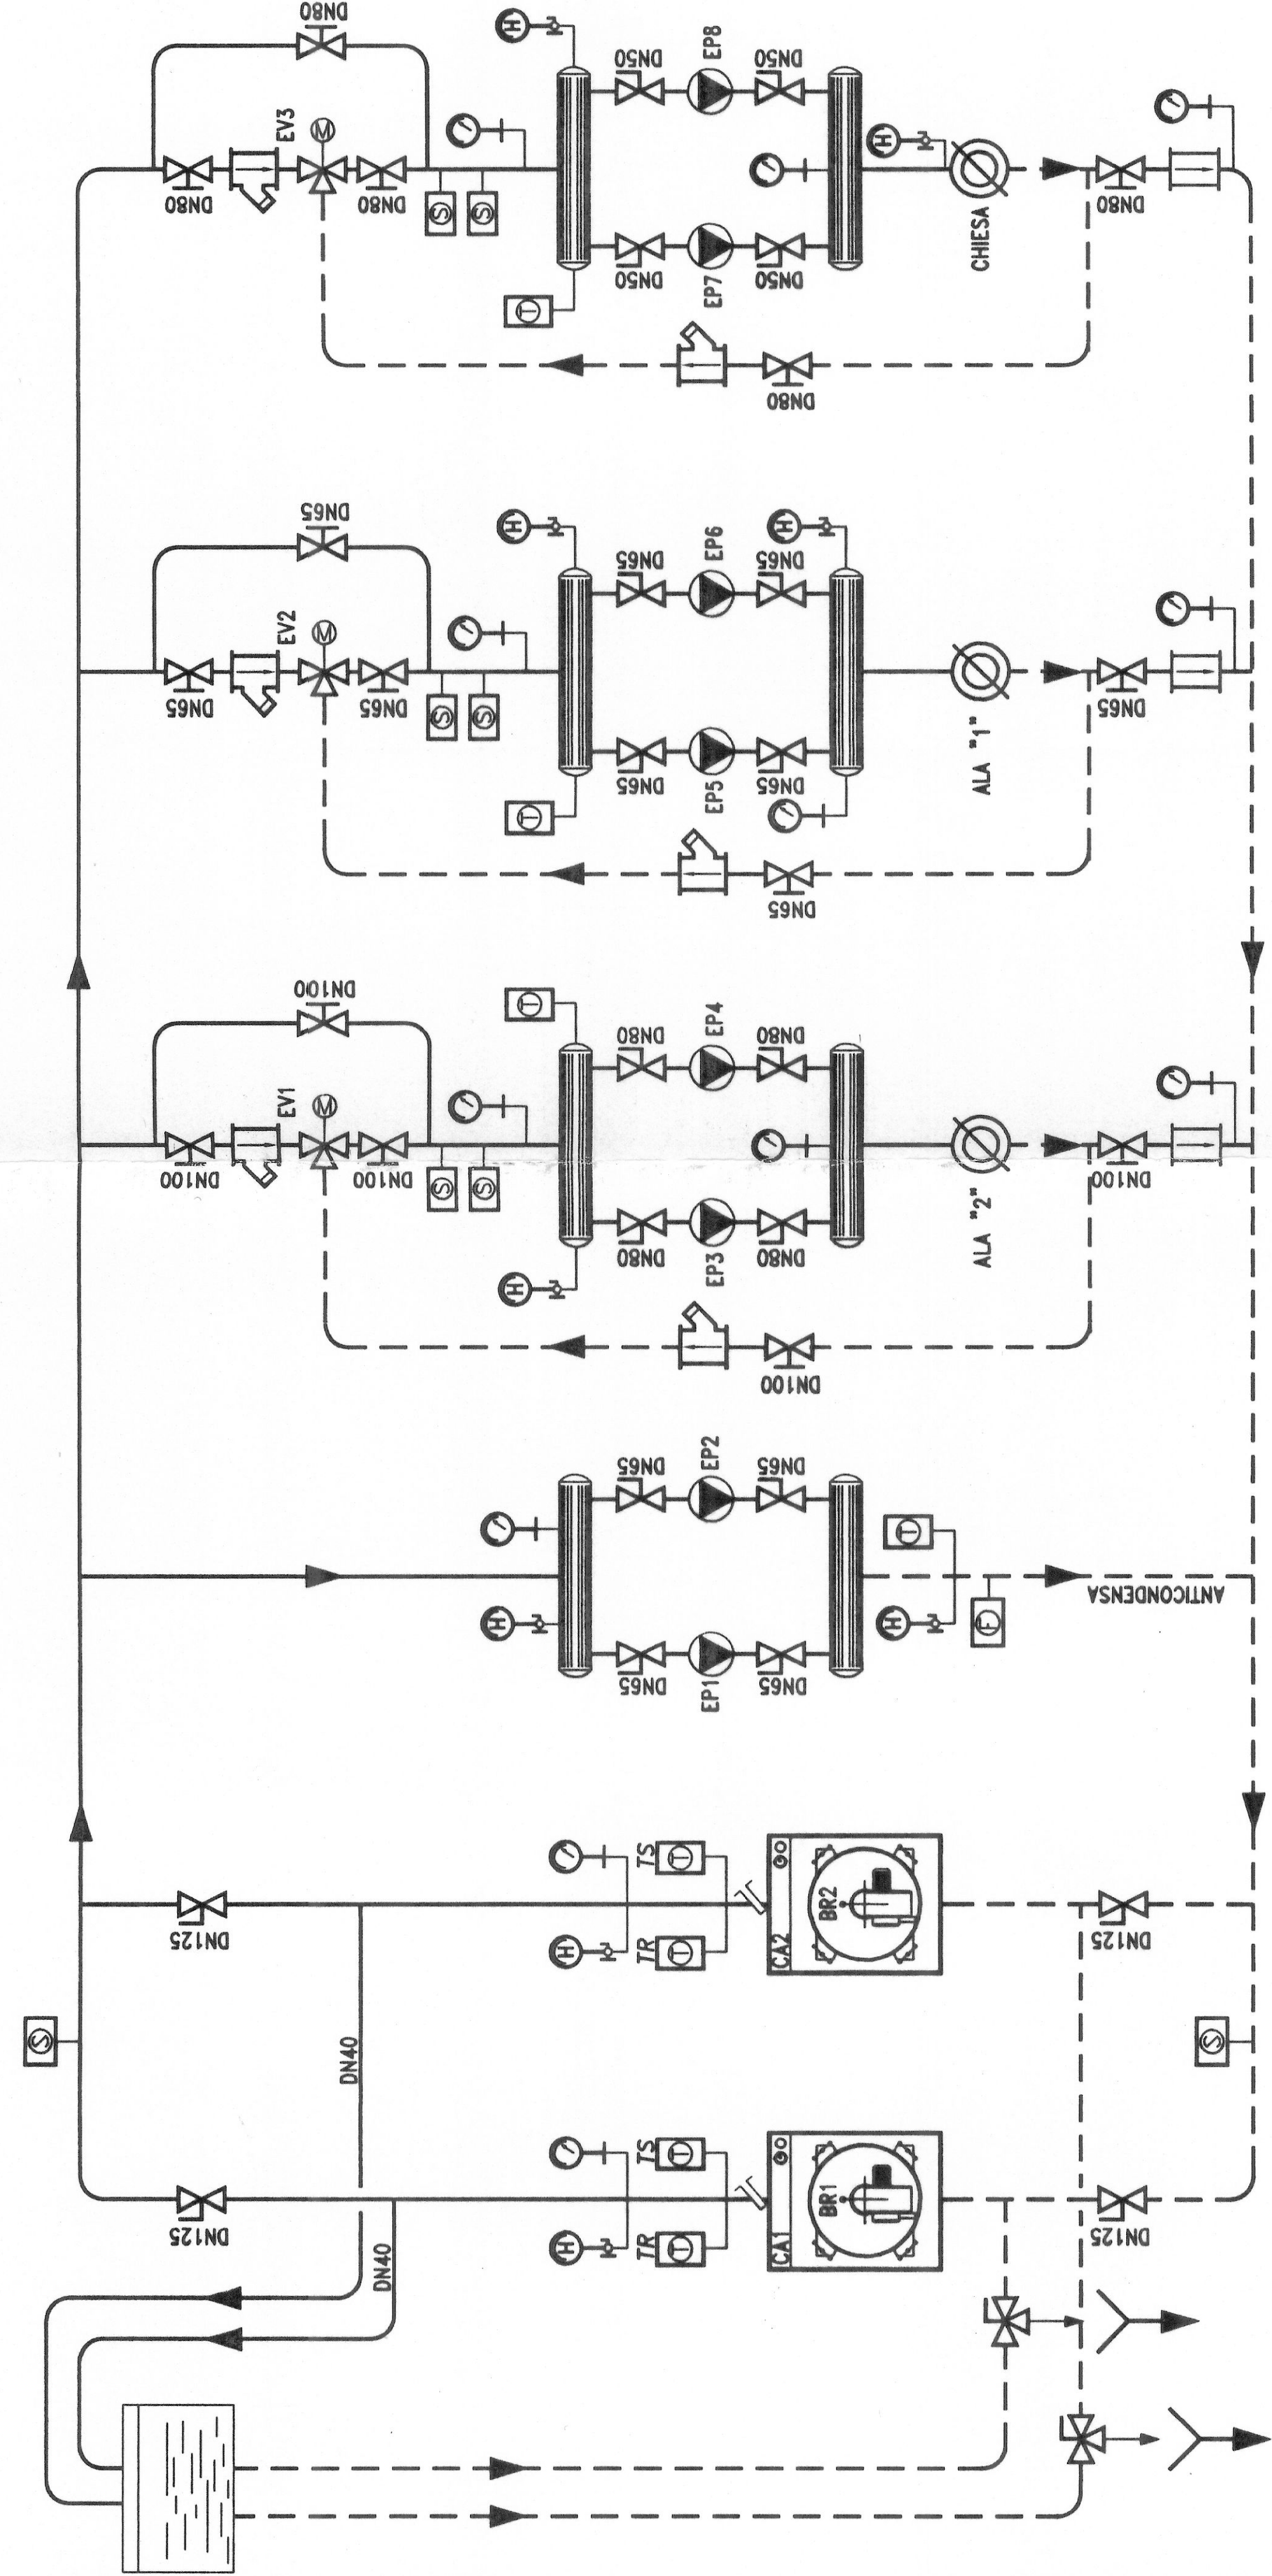 DN80
H
DN50
EP8
DN50
EV3
M
DN80
DN80
S
S
H
CHIESA
DN80
T
DN50
EP7
DN50
DN80
DN65
H
DN65
EP6
DN65
H
EV2
M
DN65
DN65
S
S
ALA "1"
DN65
T
DN65
EP5
DN65
DN65
DN100
T
DN80
EP4
DN80
EV1
M
DN100
DN100
S
S
ALA "2"
DN100
H
DN80
EP3
DN80
DN100
DN65
EP2
DN65
T
H
H
F
ANTICONDENSA
DN65
EP1
DN65
TS
T
DN125
H
TR
T
CA2
BR2
DN125
S
DN40
S
TS
T
DN125
H
TR
T
CA1
BR1
DN125
DN40